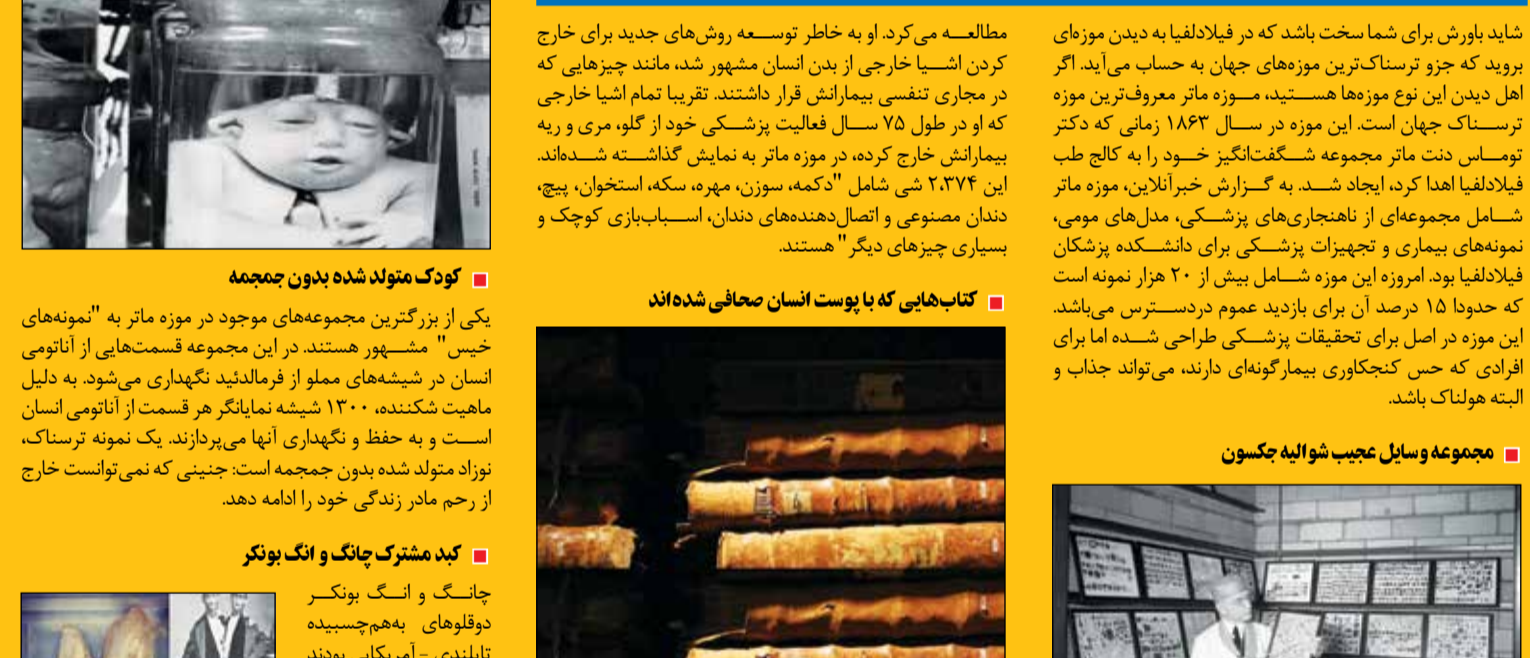 شاید باورش برای شما سخت باشد که در فیلادلفیا به دیدن موزه‌ای
بروید که جزو ترسناک‌ترین موزه‌های جهان به حساب می‌آید. اگر
اهل دیدن این نوع موزه‌ها هستید، موزه ماتر معروف‌ترین موزه
ترسناک جهان است. این موزه در سال ۱۸۶۳ زمانی که دکتر
توماس دنت ماتر مجموعه شگفت‌انگیز خود را به کالج طب
فیلادلفیا اهدا کرد، ایجاد شد. به گزارش خبرآنلاین، موزه ماتر
شامل مجموعه‌ای از ناهنجاری‌های پزشکی، مدل‌های مومی،
نمونه‌های بیماری و تجهیزات پزشکی برای دانشکده پزشکان
فیلادلفیا بود. امروزه این موزه شامل بیش از ۲۰ هزار نمونه است
که حدودا ۱۵ درصد آن برای بازدید عموم دردسترس می‌باشد.
این موزه در اصل برای تحقیقات پزشکی طراحی شده اما برای
افرادی که حس کنجکاوری بیمارگونه‌ای دارند، می‌تواند جذاب و
البته هولناک باشد.
مجموعه وسایل عجیب شوالیه جکسون
مطالعه می‌کرد. او به خاطر توسعه روش‌های جدید برای خارج
کردن اشیا خارجی از بدن انسان مشهور شد، مانند چیزهایی که
در مجاری تنفسی بیمارانش قرار داشتند. تقریبا تمام اشیا خارجی
که او در طول ۷۵ سال فعالیت پزشکی خود از گلو، مری و ریه
بیمارانش خارج کرده، در موزه ماتر به نمایش گذاشته شده‌اند.
این ۲،۳۷۴ شی شامل "دکمه، سوزن، مهره، سکه، استخوان، پیچ،
دندان مصنوعی و اتصال‌دهنده‌های دندان، اسباب‌بازی کوچک و
بسیاری چیزهای دیگر" هستند.
کتاب‌هایی که با پوست انسان صحافی شده‌اند
کودک متولد شده بدون جمجمه
یکی از بزرگترین مجموعه‌های موجود در موزه ماتر به "نمونه‌های
خیس" مشهور هستند. در این مجموعه قسمت‌هایی از آناتومی
انسان در شیشه‌های مملو از فرمالدئید نگهداری می‌شود. به دلیل
ماهیت شکننده، ۱۳۰۰ شیشه نمایانگر هر قسمت از آناتومی انسان
است و به حفظ و نگهداری آنها می‌پردازند. یک نمونه ترسناک،
نوزاد متولد شده بدون جمجمه است: جنینی که نمی‌توانست خارج
از رحم مادر زندگی خود را ادامه دهد.
کبد مشترک چانگ و انگ بونکر
چانگ و انگ بونکر
دوقلوهای به‌هم‌چسبیده
تایلندی - آمریکایی بودند